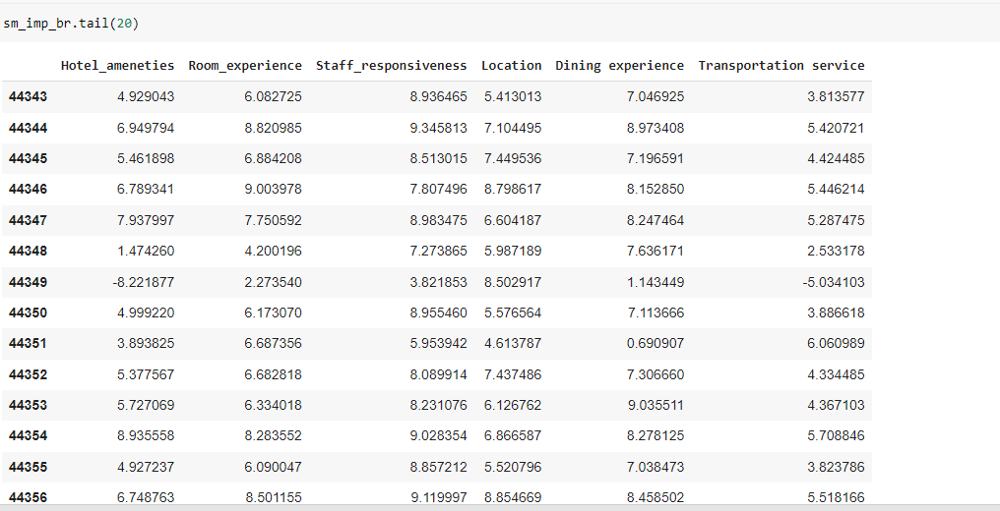 sm_imp_br.tail(20)
Hotel_ameneties Room_experience Staff_responsiveness Location Dining experience Transportation service
44343 4.929043 6.082725 8.936465 5.413013 7.046925 3.813577
44344 6.949794 8.820985 9.345813 7.104495 8.973408 5.420721
44345 5.461898 6.884208 8.513015 7.449536 7.196591 4.424485
44346 6.789341 9.003978 7.807496 8.798617 8.152850 5.446214
44347 7.937997 7.750592 8.983475 6.604187 8.247464 5.287475
44348 1.474260 4.200196 7.273865 5.987189 7.636171 2.533178
44349 -8.221877 2.273540 3.821853 8.502917 1.143449 -5.034103
44350 4.999220 6.173070 8.955460 5.576564 7.113666 3.886618
44351 3.893825 6.687356 5.953942 4.613787 0.690907 6.060989
44352 5.377567 6.682818 8.089914 7.437486 7.306660 4.334485
44353 5.727069 6.334018 8.231076 6.126762 9.035511 4.367103
44354 8.935558 8.283552 9.028354 6.866587 8.278125 5.708846
44355 4.927237 6.090047 8.857212 5.520796 7.038473 3.823786
44356 6.748763 8.501155 9.119997 8.854669 8.458502 5.518166